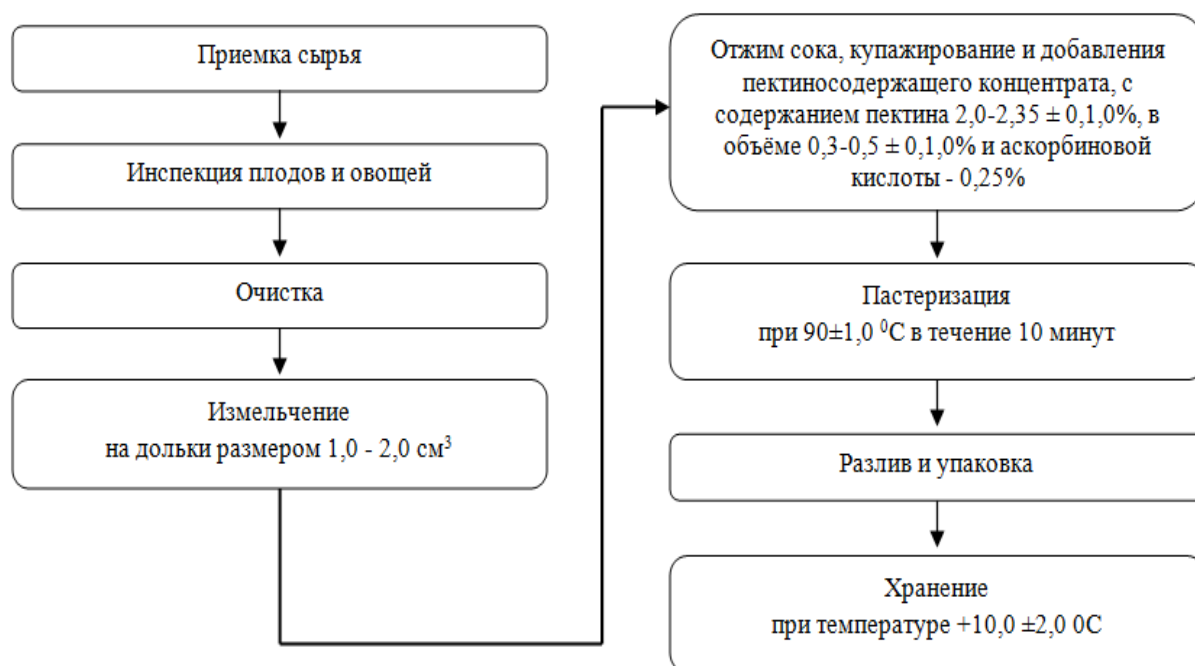 Приемка сырья
Инспекция плодов и овощей
Очистка
Измельчение
на дольки размером 1,0 - 2,0 см³
Отжим сока, купажирование и добавления
пектиносодержащего концентрата, с
содержанием пектина 2,0-2,35 ± 0,1,0%, в
объёме 0,3-0,5 ± 0,1,0% и аскорбиновой
кислоты - 0,25%
Пастеризация
при 90±1,0 ⁰С в течение 10 минут
Разлив и упаковка
Хранение
при температуре +10,0 ±2,0 0С